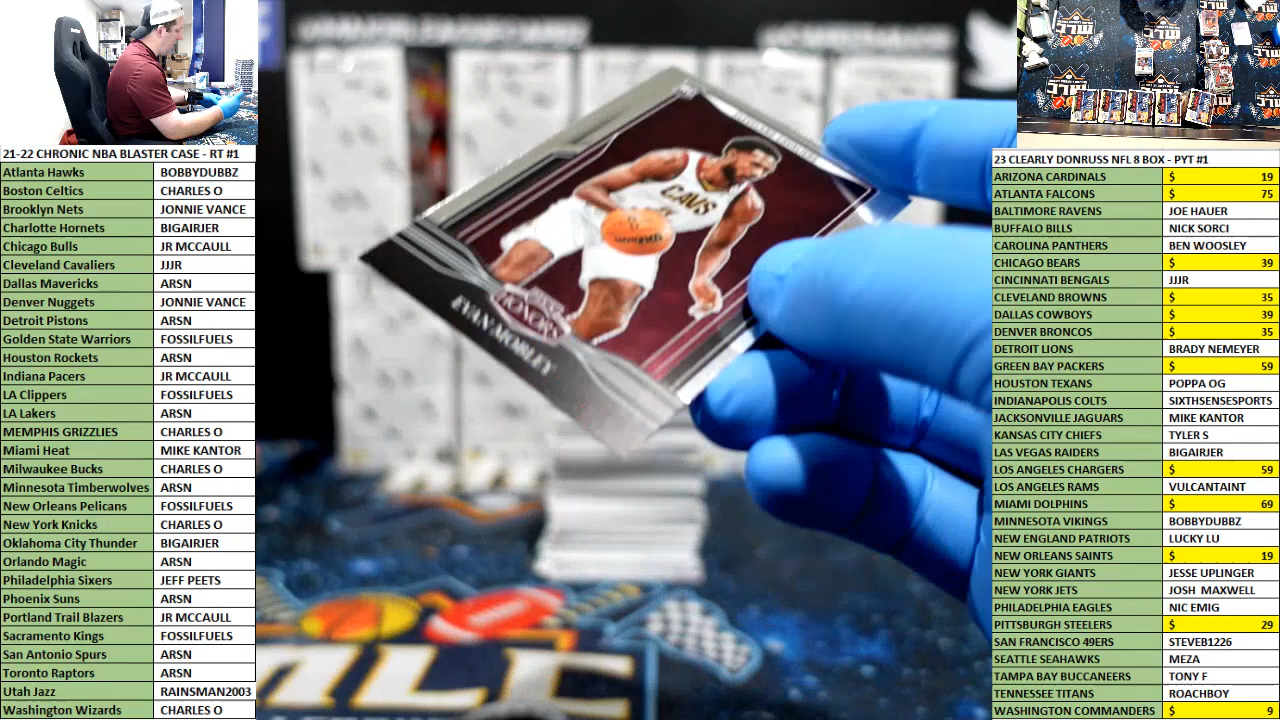 21-22 CHRONIC NBA BLASTER CASE - RT #1
Atlanta Hawks BOBBYDUBBZ
Boston Celtics CHARLES O
Brooklyn Nets JONNIE VANCE
Charlotte Hornets BIGAIRJER
Chicago Bulls JR MCCAULL
Cleveland Cavaliers JJJR
Dallas Mavericks ARSN
Denver Nuggets JONNIE VANCE
Detroit Pistons ARSN
Golden State Warriors FOSSILFUELS
Houston Rockets ARSN
Indiana Pacers JR MCCAULL
LA Clippers FOSSILFUELS
LA Lakers ARSN
MEMPHIS GRIZZLIES CHARLES O
Miami Heat MIKE KANTOR
Milwaukee Bucks CHARLES O
Minnesota Timberwolves ARSN
New Orleans Pelicans FOSSILFUELS
New York Knicks CHARLES O
Oklahoma City Thunder BIGAIRJER
Orlando Magic ARSN
Philadelphia Sixers JEFF PEETS
Phoenix Suns ARSN
Portland Trail Blazers JR MCCAULL
Sacramento Kings FOSSILFUELS
San Antonio Spurs ARSN
Toronto Raptors ARSN
Utah Jazz RAINSMAN2003
Washington Wizards CHARLES O
CAVS
HONORS
EVAN MOBLEY
23 CLEARLY DONRUSS NFL 8 BOX - PYT #1
ARIZONA CARDINALS $ 19
ATLANTA FALCONS $ 75
BALTIMORE RAVENS JOE HAUER
BUFFALO BILLS NICK SORCI
CAROLINA PANTHERS BEN WOOSLEY
CHICAGO BEARS $ 39
CINCINNATI BENGALS JJJR
CLEVELAND BROWNS $ 35
DALLAS COWBOYS $ 39
DENVER BRONCOS $ 35
DETROIT LIONS BRADY NEMEYER
GREEN BAY PACKERS $ 59
HOUSTON TEXANS POPPA OG
INDIANAPOLIS COLTS SIXTHSENSESPORTS
JACKSONVILLE JAGUARS MIKE KANTOR
KANSAS CITY CHIEFS TYLER S
LAS VEGAS RAIDERS BIGAIRJER
LOS ANGELES CHARGERS $ 59
LOS ANGELES RAMS VULCANTAINT
MIAMI DOLPHINS $ 69
MINNESOTA VIKINGS BOBBYDUBBZ
NEW ENGLAND PATRIOTS LUCKY LU
NEW ORLEANS SAINTS $ 19
NEW YORK GIANTS JESSE UPLINGER
NEW YORK JETS JOSH MAXWELL
PHILADELPHIA EAGLES NIC EMIG
PITTSBURGH STEELERS $ 29
SAN FRANCISCO 49ERS STEVEB1226
SEATTLE SEAHAWKS MEZA
TAMPA BAY BUCCANEERS TONY F
TENNESSEE TITANS ROACHBOY
WASHINGTON COMMANDERS $ 9